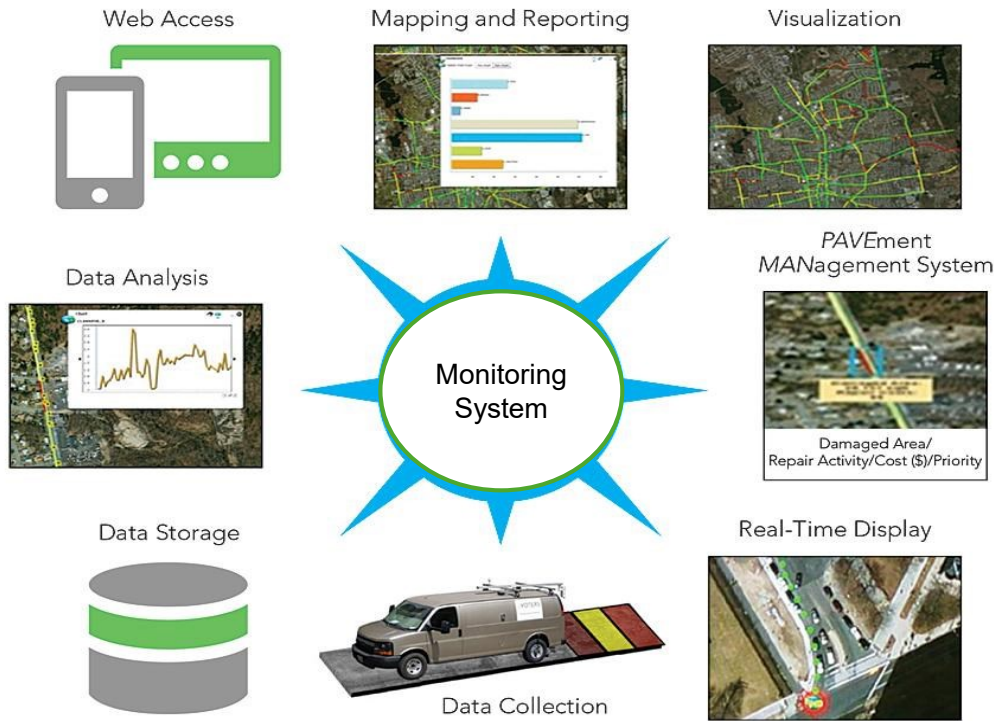 Web Access
Mapping and Reporting
Visualization
Data Analysis
PAVEment
MANagement System
Monitoring
System
Damaged Area/
Repair Activity/Cost ($)/Priority
Data Storage
Real-Time Display
Data Collection